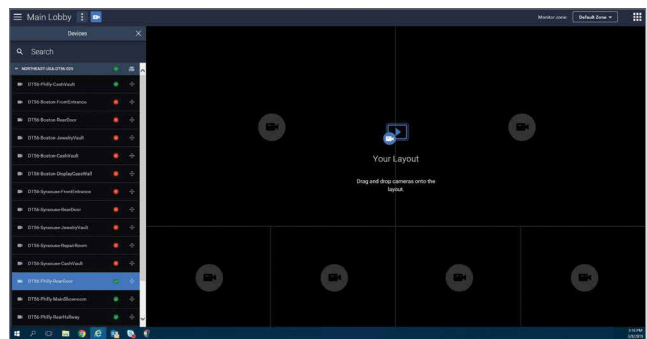 Main Lobby
Monitor zone:
Default Zone
Devices
Search
NORTHEAST-USA-DT56-020
DT56-Philly-CashVault
DT56-Boston-FrontEntrance
DT56-Boston-RearDoor
DT56-Boston-JewelryVault
DT56-Boston-CashVault
DT56-Boston-DisplayCaseHall
DT56-Syracuse-FrontEntrance
DT56-Syracuse-RearDoor
DT56-Syracuse-JewelryVault
DT56-Syracuse-RepairRoom
DT56-Syracuse-CashVault
DT56-Philly-RearDoor
DT56-Philly-MainShowroom
DT56-Philly-RearHallway
Your Layout
Drag and drop cameras onto the
layout.